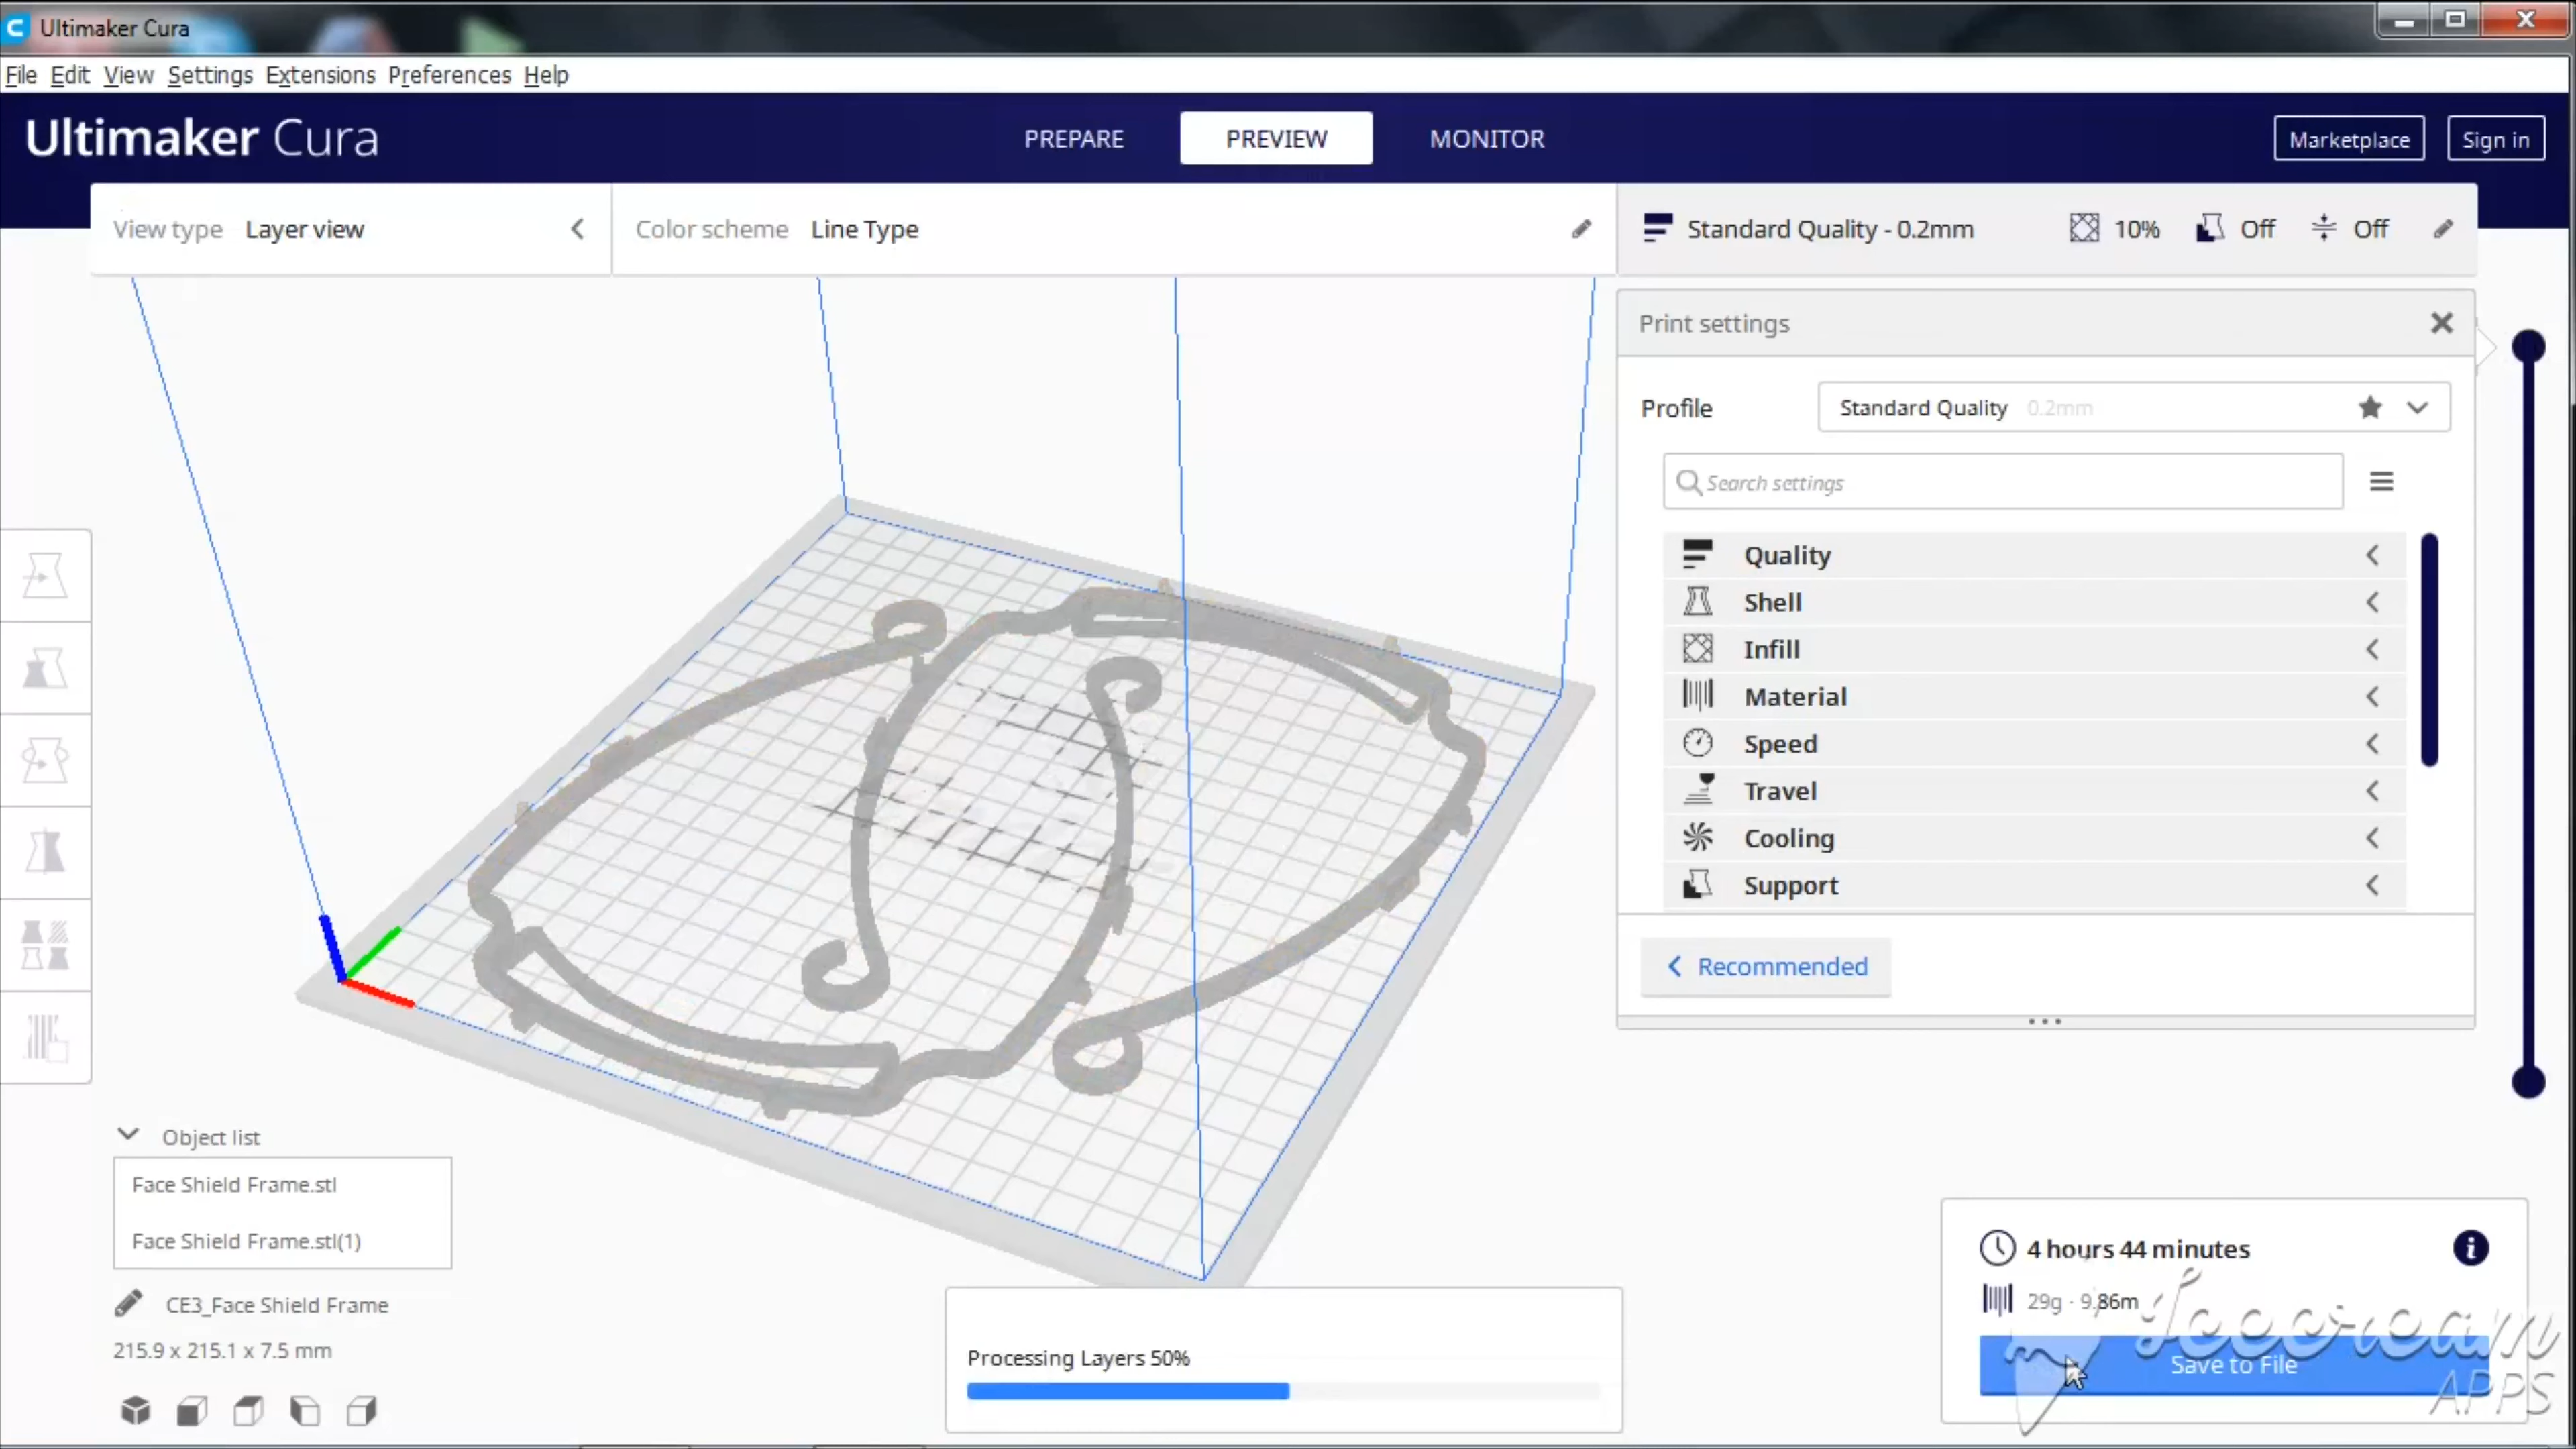 Ultimaker Cura
File Edit View Settings Extensions Preferences Help
Ultimaker Cura
PREPARE
PREVIEW
MONITOR
Marketplace
Sign in
View type Layer view
Color scheme Line Type
Standard Quality - 0.2mm
10%
Off
Off
Print settings
Profile
Standard Quality 0.2mm
Search settings
Quality
Shell
Infill
Material
Speed
Travel
Cooling
Support
Recommended
Object list
Face Shield Frame.stl
Face Shield Frame.stl(1)
CE3_Face Shield Frame
215.9 x 215.1 x 7.5 mm
Processing Layers 50%
4 hours 44 minutes
29g · 9.86m
Save to File
Icecream
APPS